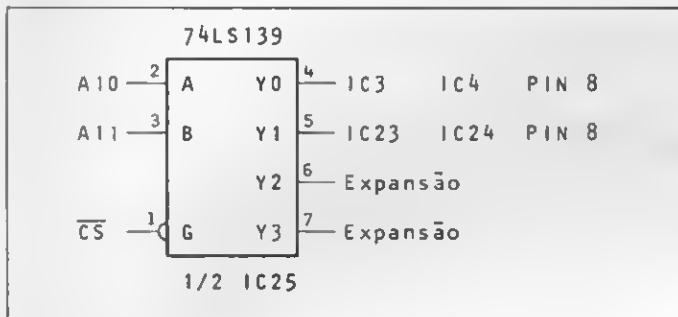 74LS139
A10 2 A Y0 4 IC3 IC4 PIN 8
A11 3 B Y1 5 IC23 IC24 PIN 8
Y2 6 Expansão
C̅S̅ 1 G Y3 7 Expansão
1/2 IC25